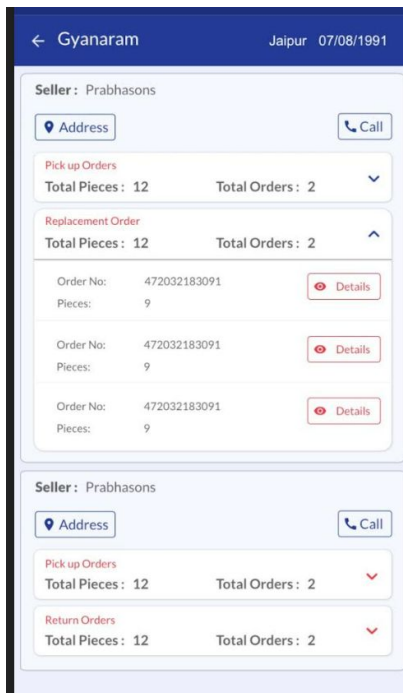 Gyanaram Jaipur 07/08/1991
Seller : Prabhasons
Address Call
Pick up Orders
Total Pieces : 12 Total Orders : 2
Replacement Order
Total Pieces : 12 Total Orders : 2
Order No: 472032183091 Details
Pieces: 9
Order No: 472032183091 Details
Pieces: 9
Order No: 472032183091 Details
Pieces: 9
Seller : Prabhasons
Address Call
Pick up Orders
Total Pieces : 12 Total Orders : 2
Return Orders
Total Pieces : 12 Total Orders : 2